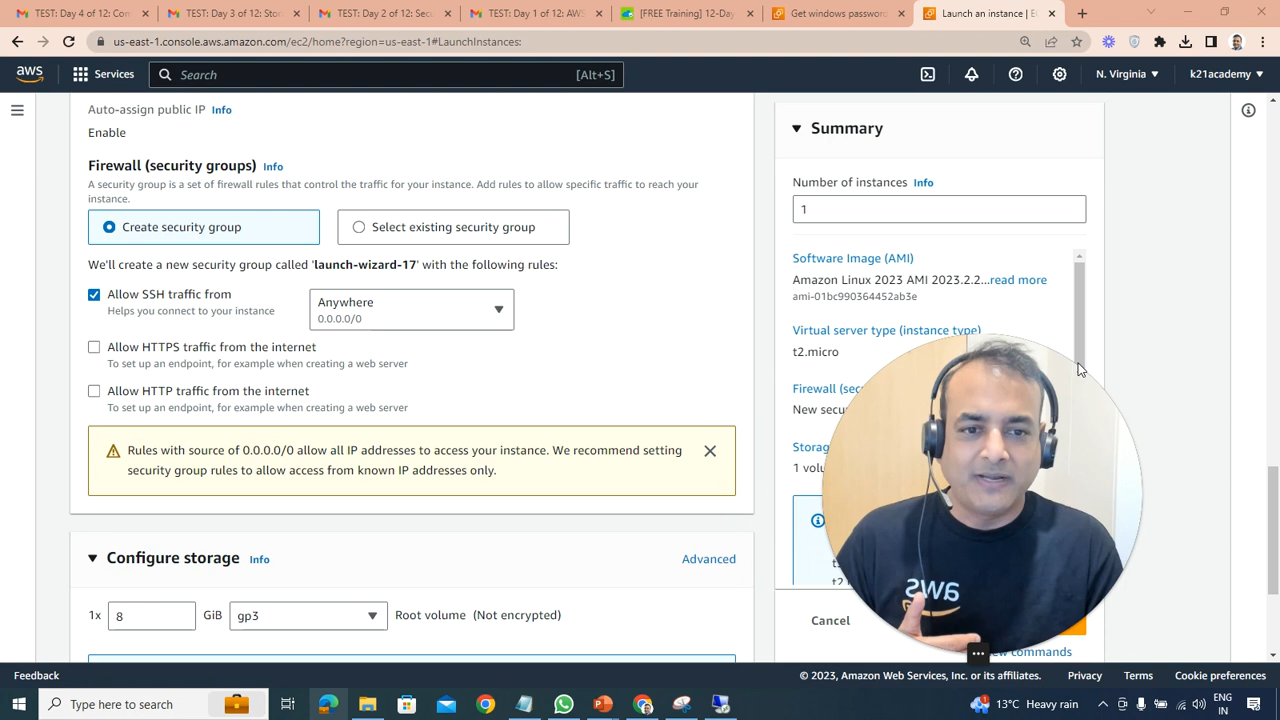 TEST: Day 4 of 12: Com
TEST: Day 3 of 12: Stor
TEST: Day 2 of 12: Secu
TEST: Day 1 of 12: AWS
[FREE Training] 12-Day
Get windows password
Launch an instance | E
us-east-1.console.aws.amazon.com/ec2/home?region=us-east-1#LaunchInstances:
aws
Services
Search
[Alt+S]
N. Virginia
k21academy
Auto-assign public IP Info
Enable
Firewall (security groups) Info
A security group is a set of firewall rules that control the traffic for your instance. Add rules to allow specific traffic to reach your
instance.
Create security group
Select existing security group
We'll create a new security group called 'launch-wizard-17' with the following rules:
Allow SSH traffic from
Helps you connect to your instance
Anywhere
0.0.0.0/0
Allow HTTPS traffic from the internet
To set up an endpoint, for example when creating a web server
Allow HTTP traffic from the internet
To set up an endpoint, for example when creating a web server
Rules with source of 0.0.0.0/0 allow all IP addresses to access your instance. We recommend setting
security group rules to allow access from known IP addresses only.
Configure storage Info
Advanced
1x
8
GiB
gp3
Root volume (Not encrypted)
Summary
Number of instances Info
1
Software Image (AMI)
Amazon Linux 2023 AMI 2023.2.2...read more
ami-01bc990364452ab3e
Virtual server type (instance type)
t2.micro
Firewall (sec
New secu
Storag
1 volu
aws
Cancel
commands
Feedback
© 2023, Amazon Web Services, Inc. or its affiliates.
Privacy
Terms
Cookie preferences
Type here to search
13°C Heavy rain
ENG
IN